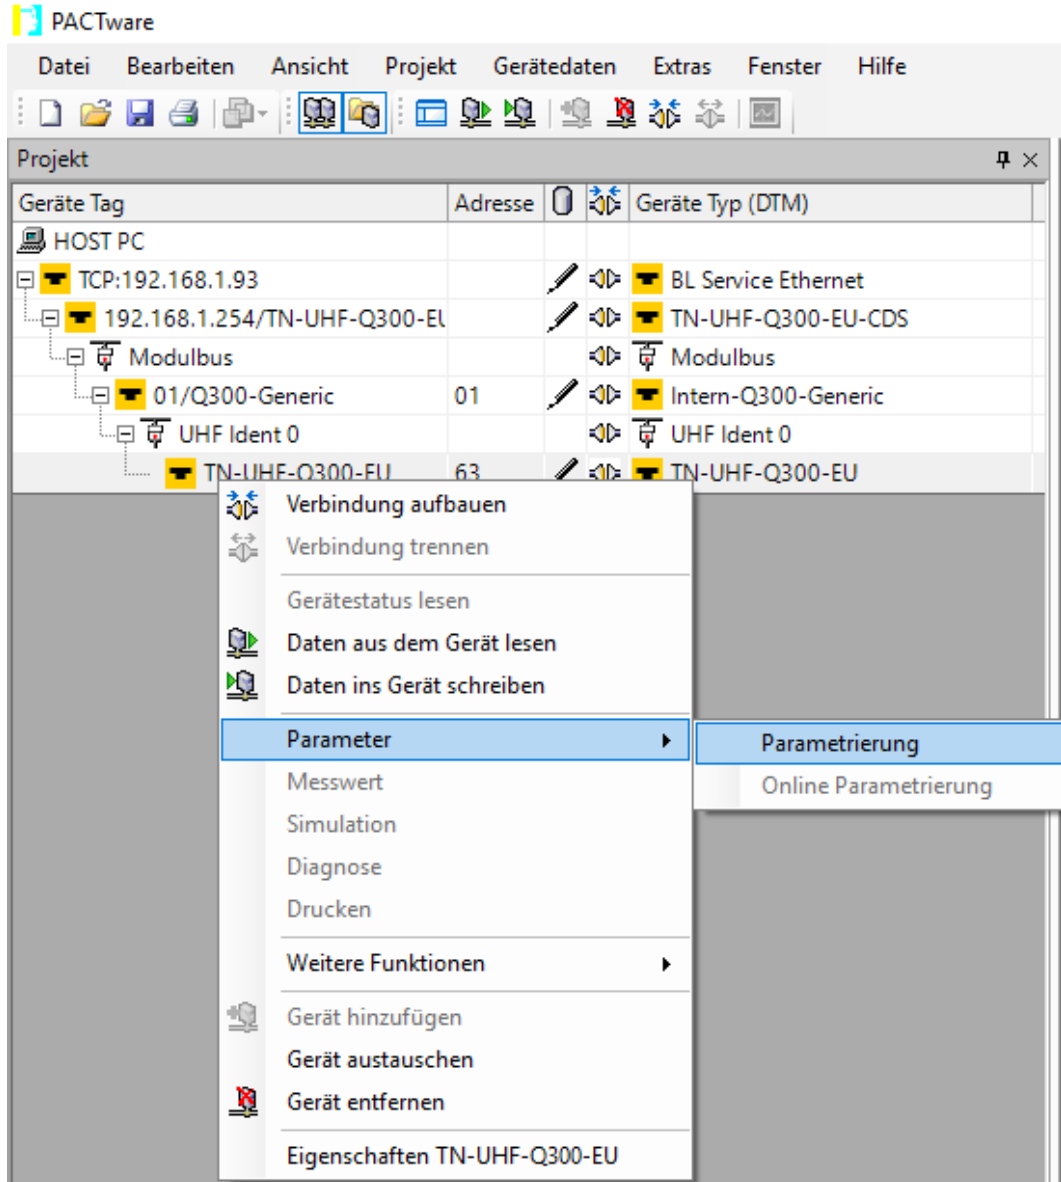 PACTware
Datei Bearbeiten Ansicht Projekt Gerätedaten Extras Fenster Hilfe
Projekt
Geräte Tag Adresse Geräte Typ (DTM)
HOST PC
TCP:192.168.1.93 BL Service Ethernet
192.168.1.254/TN-UHF-Q300-EU TN-UHF-Q300-EU-CDS
Modulbus Modulbus
01/Q300-Generic 01 Intern-Q300-Generic
UHF Ident 0 UHF Ident 0
TN-UHF-Q300-EU 63 TN-UHF-Q300-EU
Verbindung aufbauen
Verbindung trennen
Gerätestatus lesen
Daten aus dem Gerät lesen
Daten ins Gerät schreiben
Parameter Parametrierung
Messwert Online Parametrierung
Simulation
Diagnose
Drucken
Weitere Funktionen
Gerät hinzufügen
Gerät austauschen
Gerät entfernen
Eigenschaften TN-UHF-Q300-EU